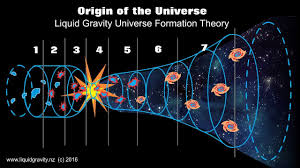 Origin of the Universe
Liquid Gravity Universe Formation Theory
1 2 3 4 5 6 7
www.liquidgravity.nz (c) 2016